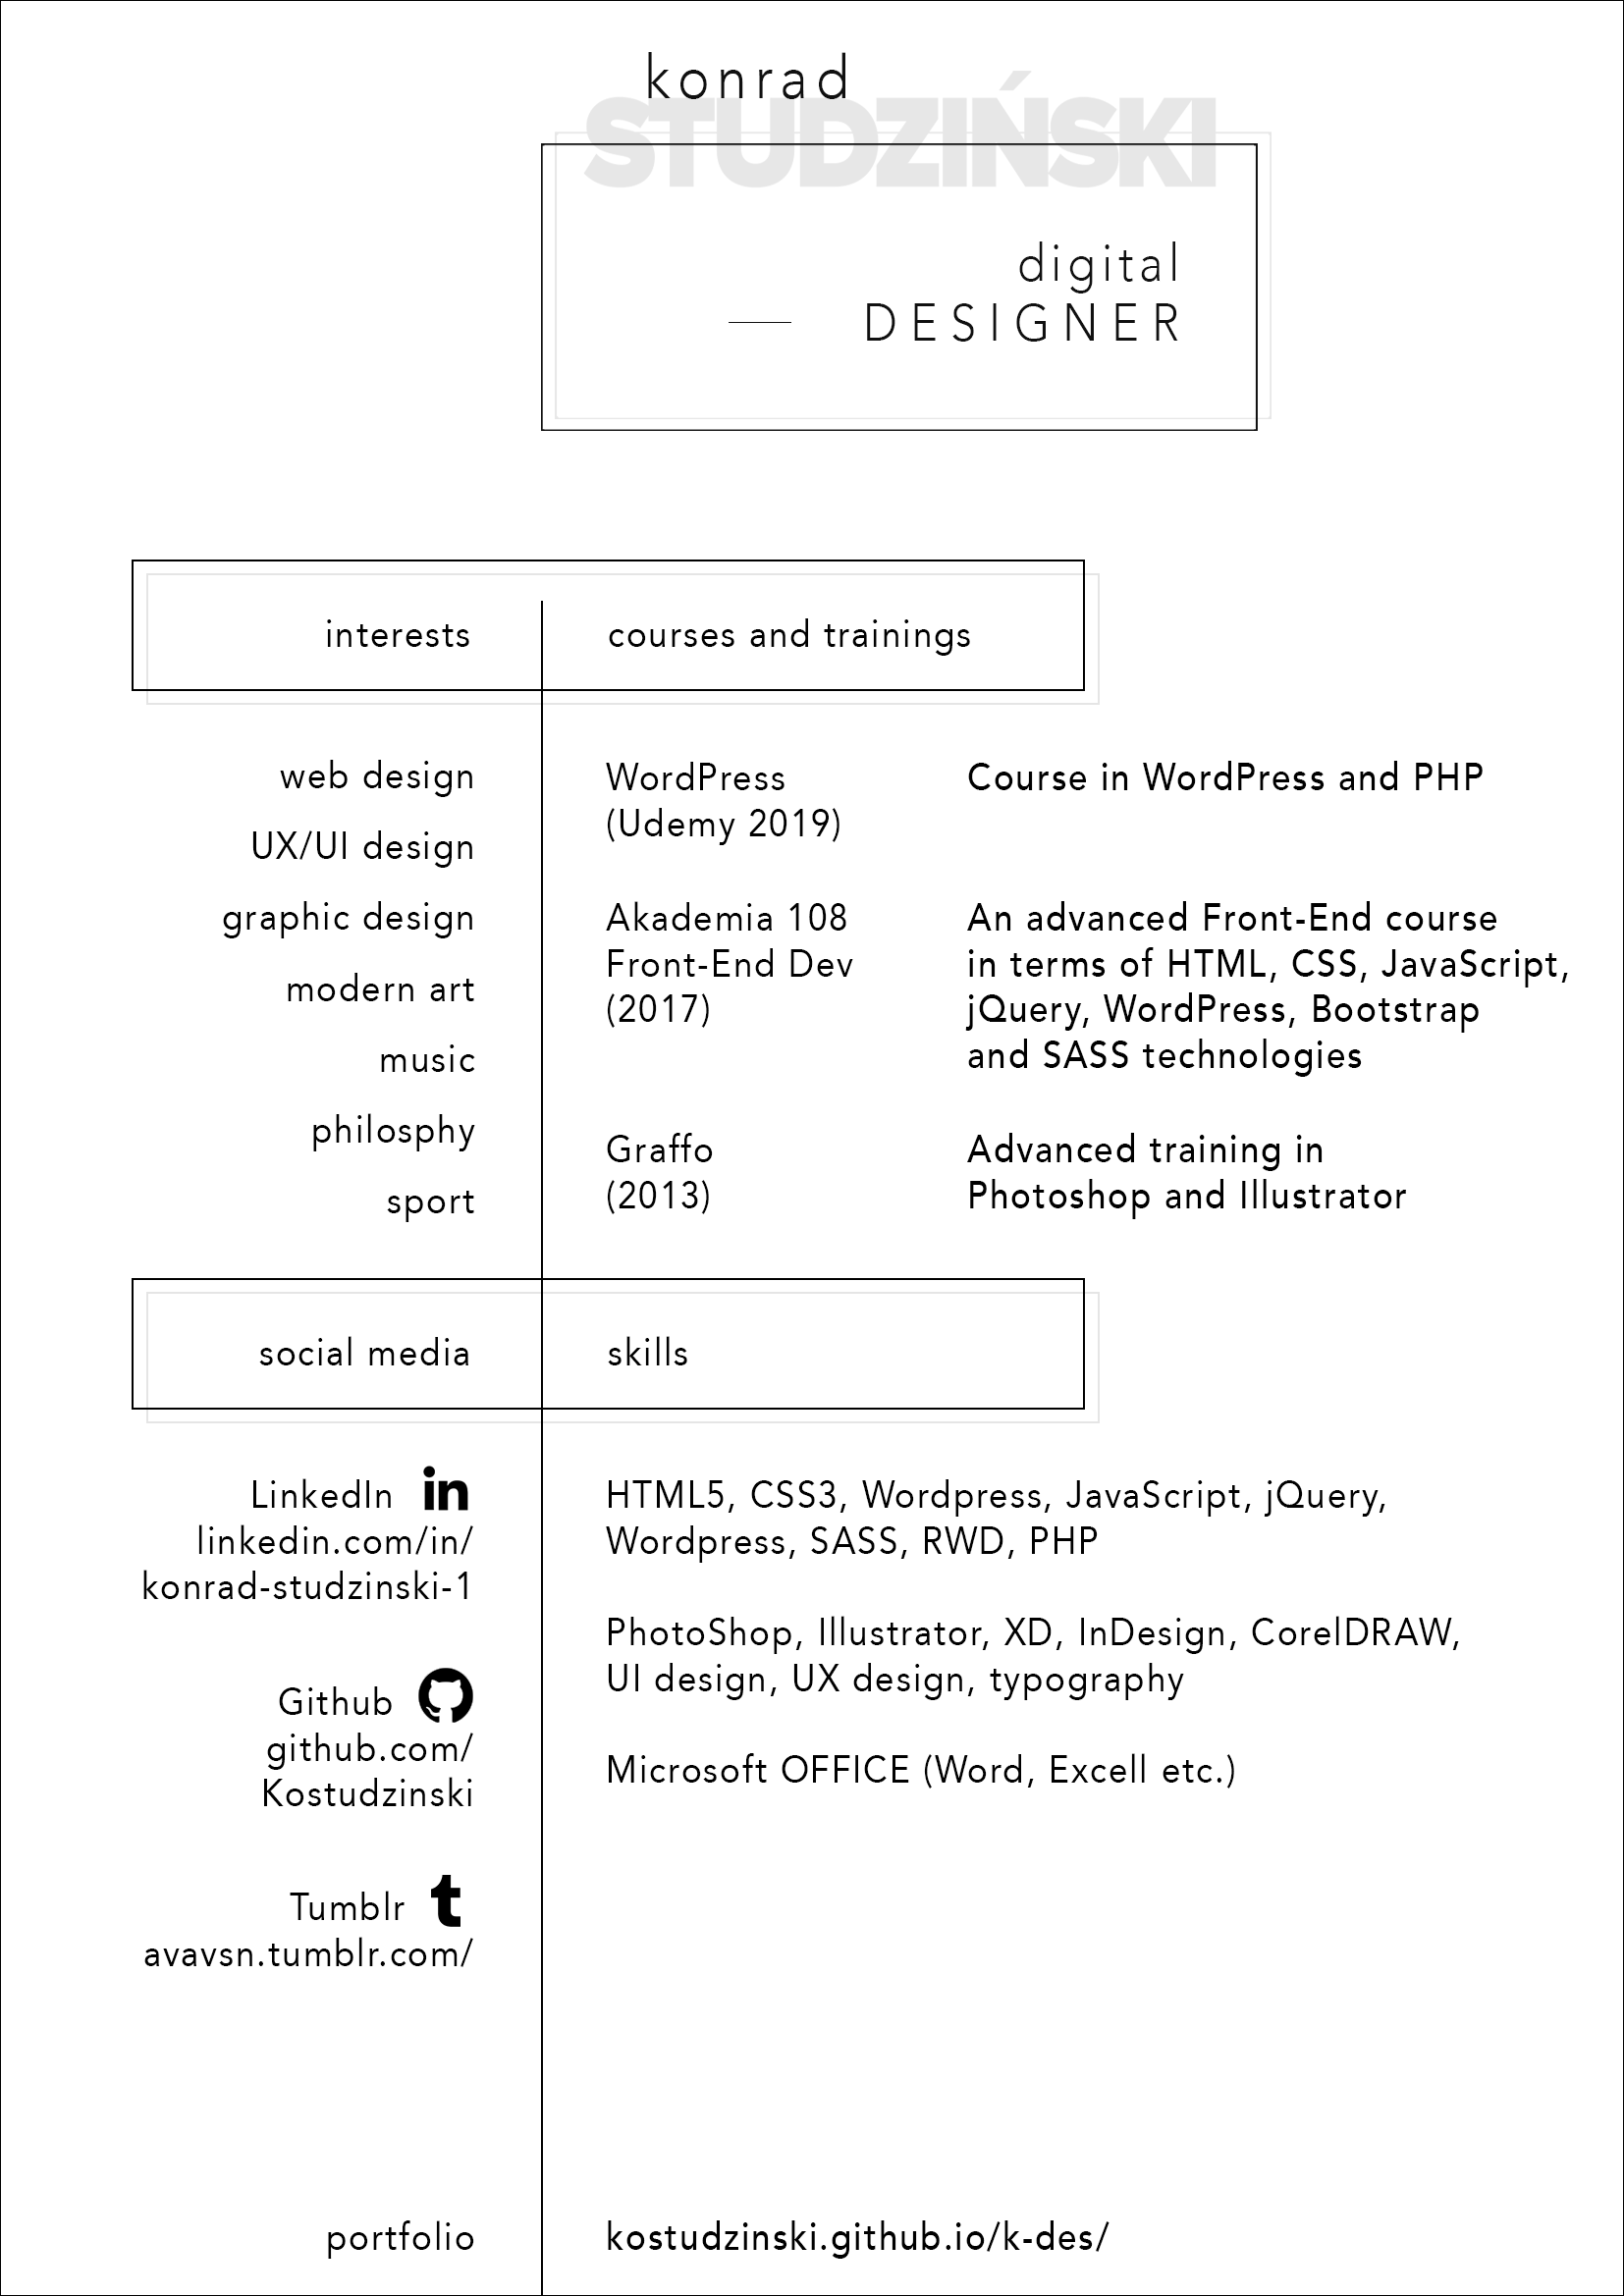 konrad
STUDZIŃSKI
digital
— DESIGNER
interests
courses and trainings
web design
UX/UI design
graphic design
modern art
music
philosphy
sport
WordPress
(Udemy 2019)
Course in WordPress and PHP
Akademia 108
Front-End Dev
(2017)
An advanced Front-End course
in terms of HTML, CSS, JavaScript,
jQuery, WordPress, Bootstrap
and SASS technologies
Graffo
(2013)
Advanced training in
Photoshop and Illustrator
social media
skills
LinkedIn in
linkedin.com/in/
konrad-studzinski-1
Github
github.com/
Kostudzinski
Tumblr t
avavsn.tumblr.com/
HTML5, CSS3, Wordpress, JavaScript, jQuery,
Wordpress, SASS, RWD, PHP
PhotoShop, Illustrator, XD, InDesign, CorelDRAW,
UI design, UX design, typography
Microsoft OFFICE (Word, Excell etc.)
portfolio
kostudzinski.github.io/k-des/